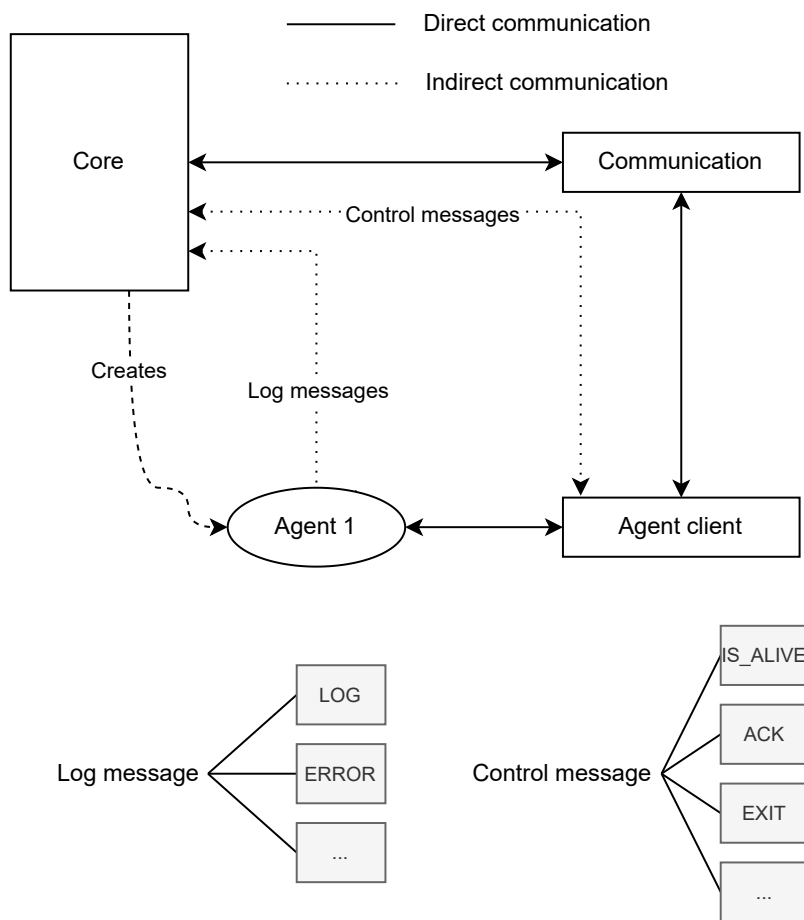 Direct communication
Indirect communication
Core
Communication
Control messages
Creates
Log messages
Agent 1
Agent client
IS_ALIVE
LOG
ACK
Log message
ERROR
Control message
EXIT
...
...